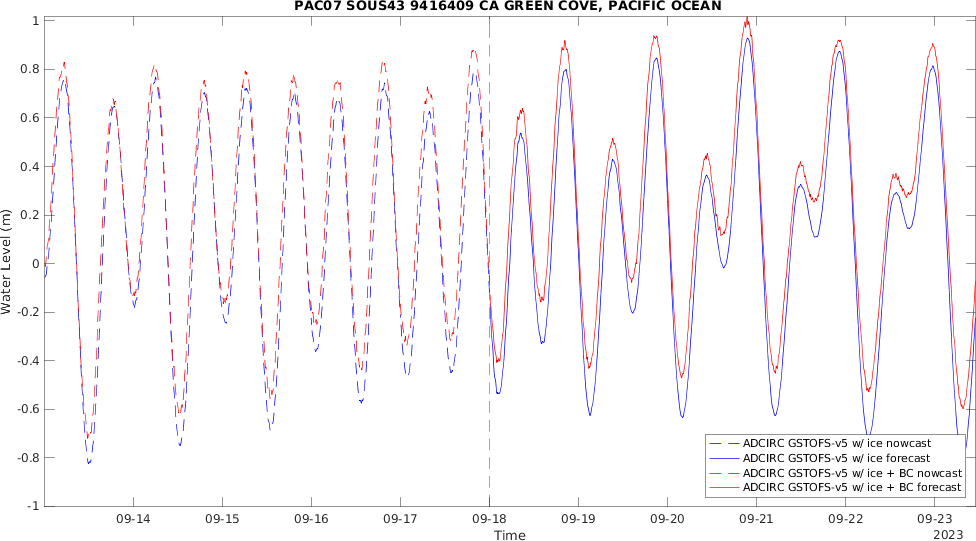 PAC07 SOUS43 9416409 CA GREEN COVE, PACIFIC OCEAN
Water Level (m)
1
0.8
0.6
0.4
0.2
0
-0.2
-0.4
-0.6
-0.8
-1
ADCIRC GSTOFS-v5 w/ ice nowcast
ADCIRC GSTOFS-v5 w/ ice forecast
ADCIRC GSTOFS-v5 w/ ice + BC nowcast
ADCIRC GSTOFS-v5 w/ ice + BC forecast
09-14 09-15 09-16 09-17 09-18 09-19 09-20 09-21 09-22 09-23
Time
2023